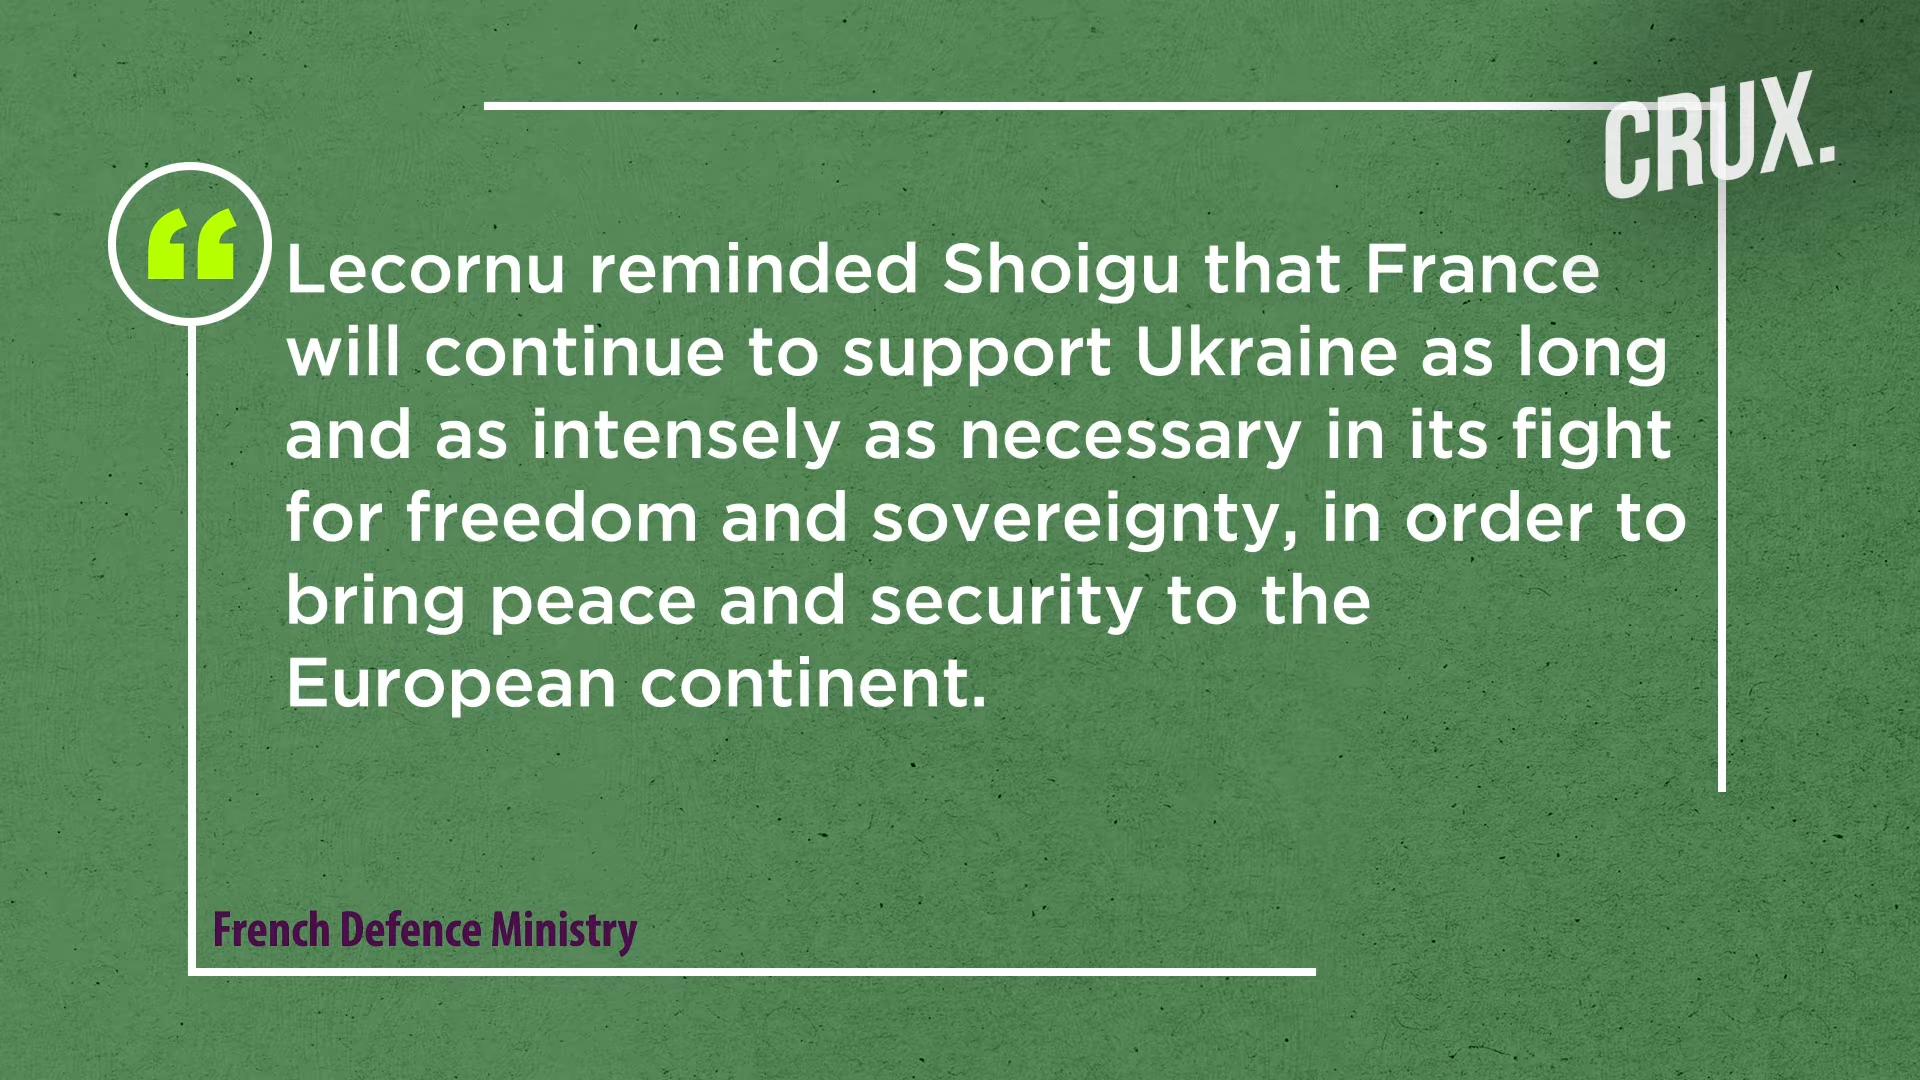 CRUX.
“
Lecornu reminded Shoigu that France
will continue to support Ukraine as long
and as intensely as necessary in its fight
for freedom and sovereignty, in order to
bring peace and security to the
European continent.
French Defence Ministry